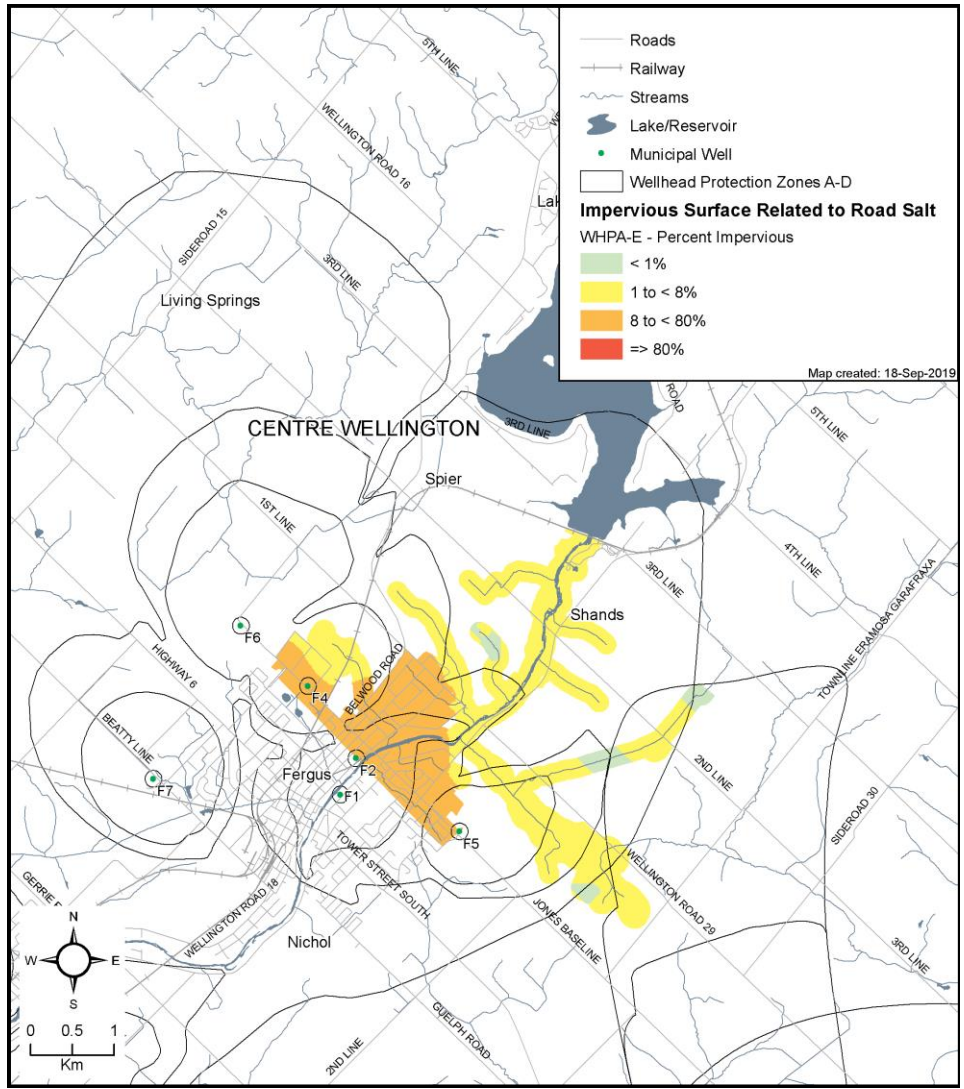 Roads
Railway
Streams
Lake/Reservoir
Municipal Well
Wellhead Protection Zones A-D
Impervious Surface Related to Road Salt
WHPA-E - Percent Impervious
< 1%
1 to < 8%
8 to < 80%
=> 80%
Map created: 18-Sep-2019
5TH LINE
WELLINGTON ROAD 16
SIDEROAD 15
3RD LINE
Living Springs
CENTRE WELLINGTON
3RD LINE
ROAD
5TH LINE
Spier
1ST LINE
4TH LINE
3RD LINE
TOWNLINE ERAMOSA GARAFRAXA
Shands
F6
HIGHWAY 6
BELWOOD ROAD
F4
BEATTY LINE
2ND LINE
F2
Fergus
F7
F1
SIDEROAD 30
F5
TOWER STREET SOUTH
WELLINGTON ROAD 29
WELLINGTON ROAD 18
JONES BASELINE
Nichol
3RD LINE
GUELPH ROAD
2ND LINE
N
W
E
S
0 0.5 1
Km